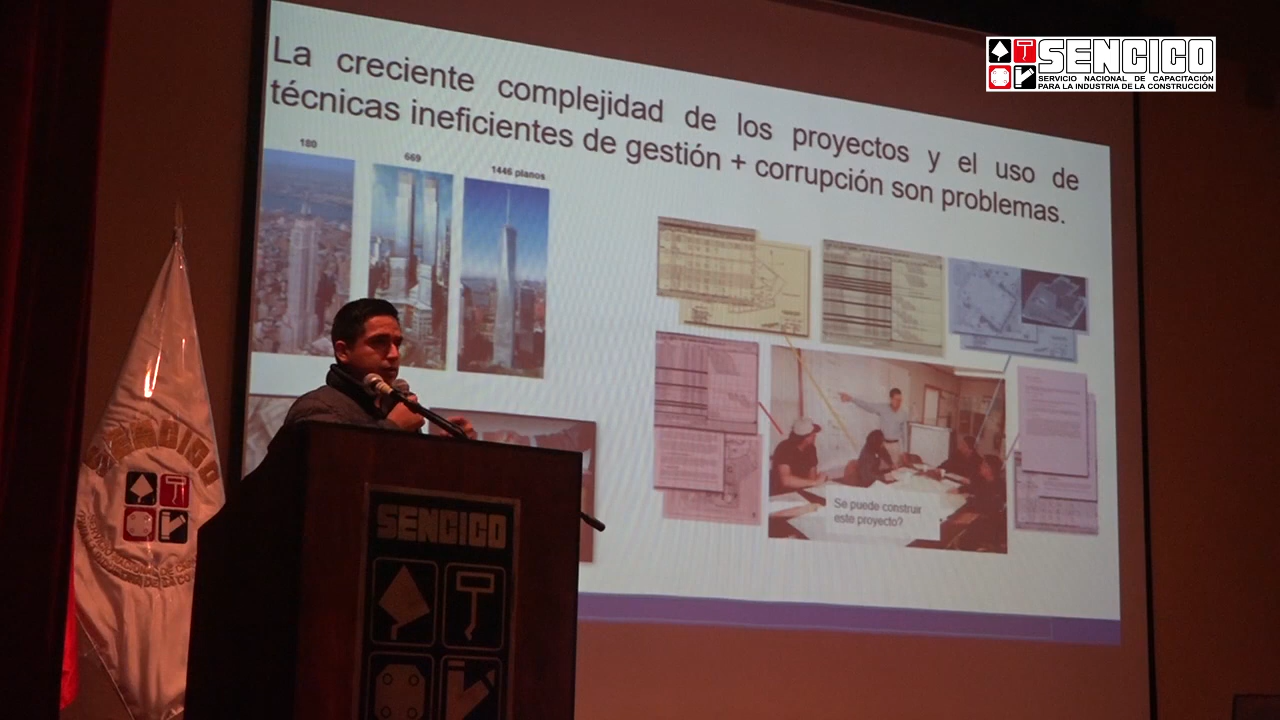 SENCICO
SERVICIO NACIONAL DE CAPACITACIÓN
PARA LA INDUSTRIA DE LA CONSTRUCCIÓN
La creciente complejidad de los proyectos y el uso de
técnicas ineficientes de gestión + corrupción son problemas.
180
669
1446 planos
Se puede construir
este proyecto?
SENCICO
SENCICO